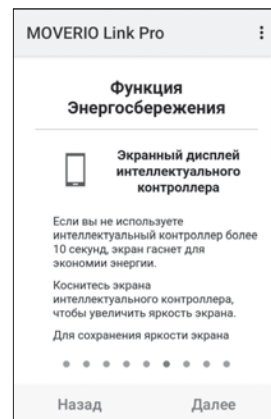 MOVERIO Link Pro
Функция
Энергосбережения
Экранный дисплей
интеллектуального
контроллера
Если вы не используете
интеллектуальный контроллер более
10 секунд, экран гаснет для
экономии энергии.
Коснитесь экрана
интеллектуального контроллера,
чтобы увеличить яркость экрана.
Для сохранения яркости экрана
Назад Далее